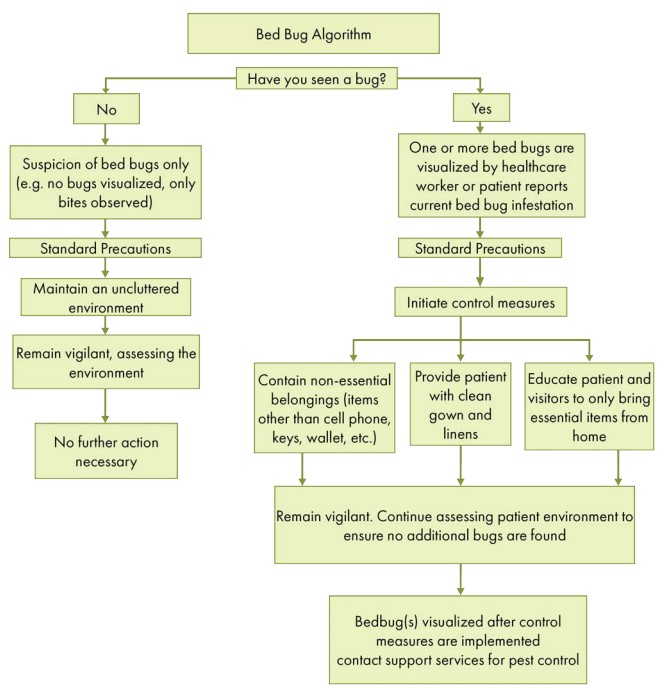 Bed Bug Algorithm
Have you seen a bug?
No
Yes
Suspicion of bed bugs only
(e.g. no bugs visualized, only
bites observed)
One or more bed bugs are
visualized by healthcare
worker or patient reports
current bed bug infestation
Standard Precautions
Standard Precautions
Maintain an uncluttered
environment
Initiate control measures
Remain vigilant, assessing the
environment
Contain non-essential
belongings (items
other than cell phone,
keys, wallet, etc.)
Provide patient
with clean
gown and
linens
Educate patient and
visitors to only bring
essential items from
home
No further action
necessary
Remain vigilant. Continue assessing patient environment to
ensure no additional bugs are found
Bedbug(s) visualized after control
measures are implemented
contact support services for pest control